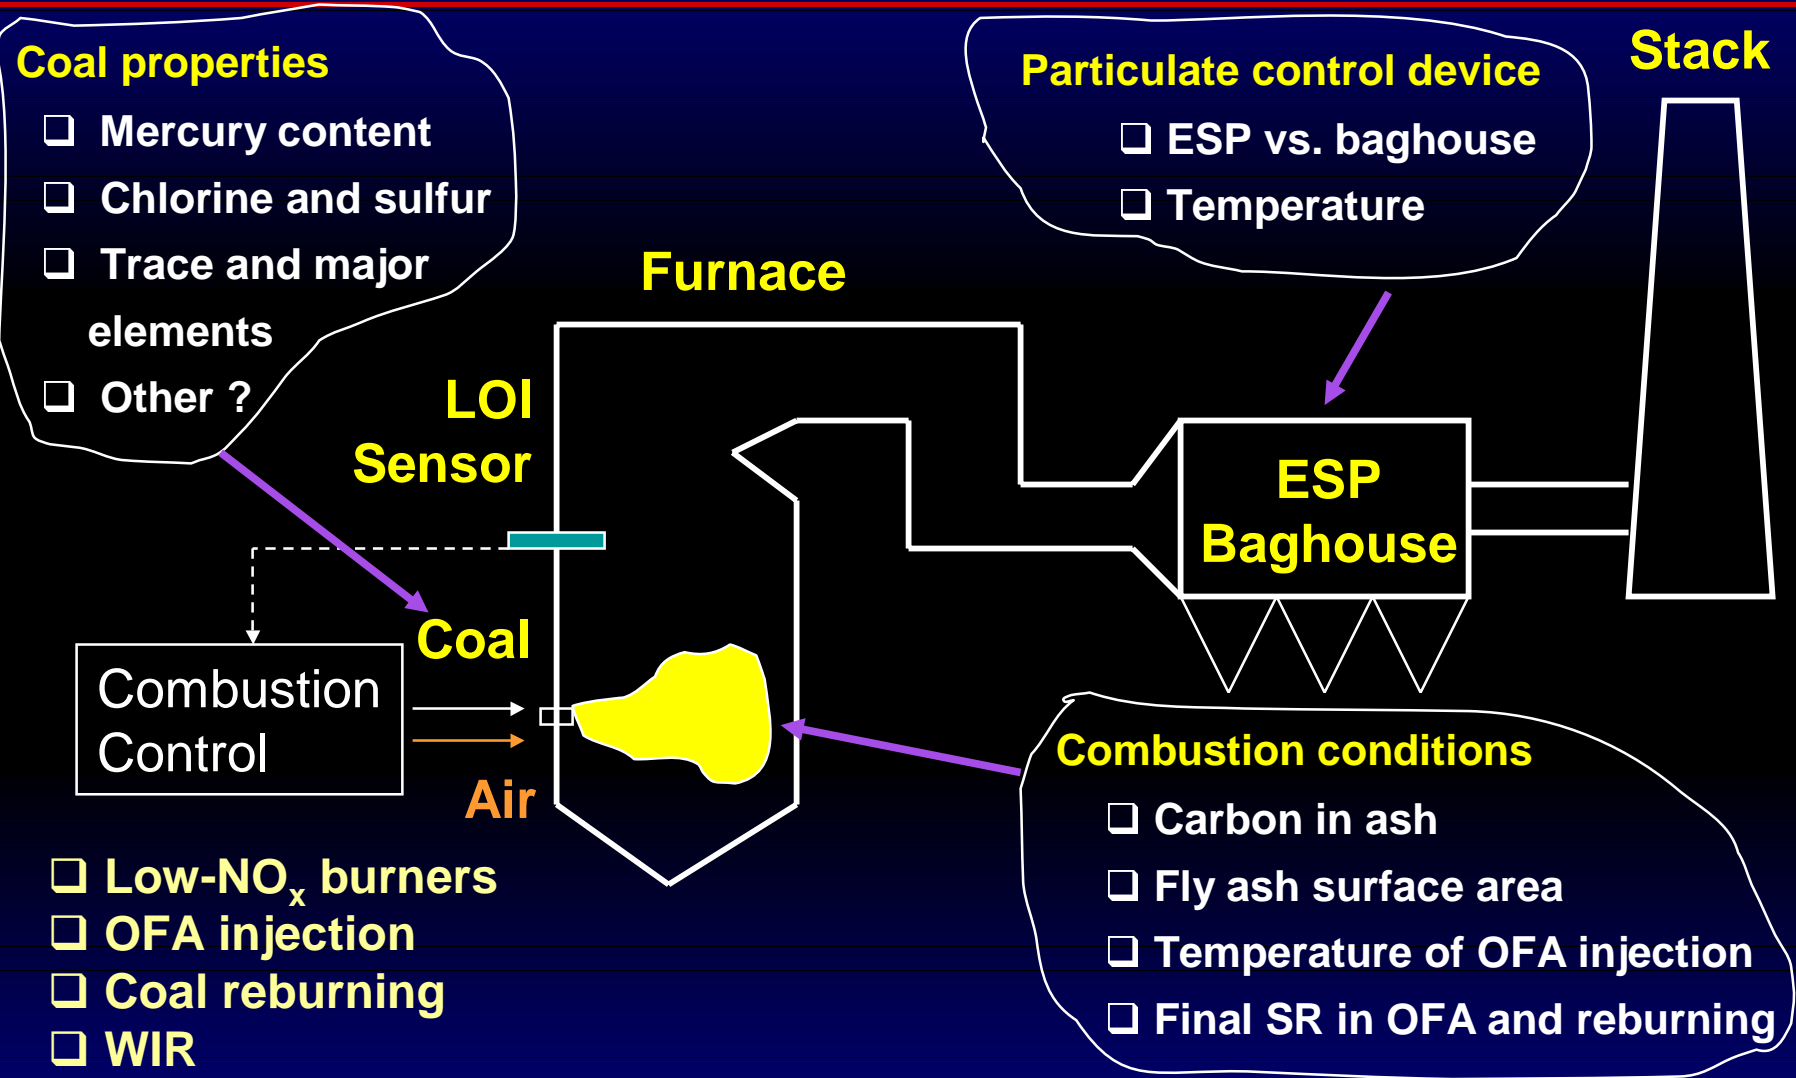 Coal properties
❑ Mercury content
❑ Chlorine and sulfur
❑ Trace and major
elements
❑ Other ?
Particulate control device
❑ ESP vs. baghouse
❑ Temperature
Stack
Furnace
LOI
Sensor
ESP
Baghouse
Coal
Combustion
Control
Air
Combustion conditions
❑ Carbon in ash
❑ Fly ash surface area
❑ Temperature of OFA injection
❑ Final SR in OFA and reburning
❑ Low-NOx burners
❑ OFA injection
❑ Coal reburning
❑ WIR